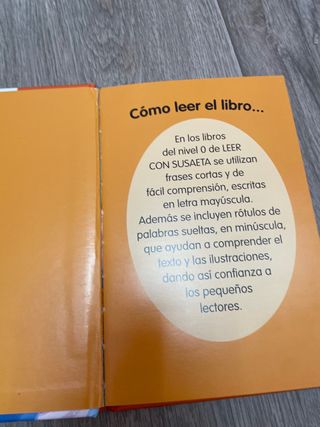 Cómo leer el libro...
En los libros
del nivel 0 de LEER
CON SUSAETA se utilizan
frases cortas y de
fácil comprensión, escritas
en letra mayúscula.
Además se incluyen rótulos de
palabras sueltas, en minúscula,
que ayudan a comprender el
texto y las ilustraciones,
dando así confianza a
los pequeños
lectores.